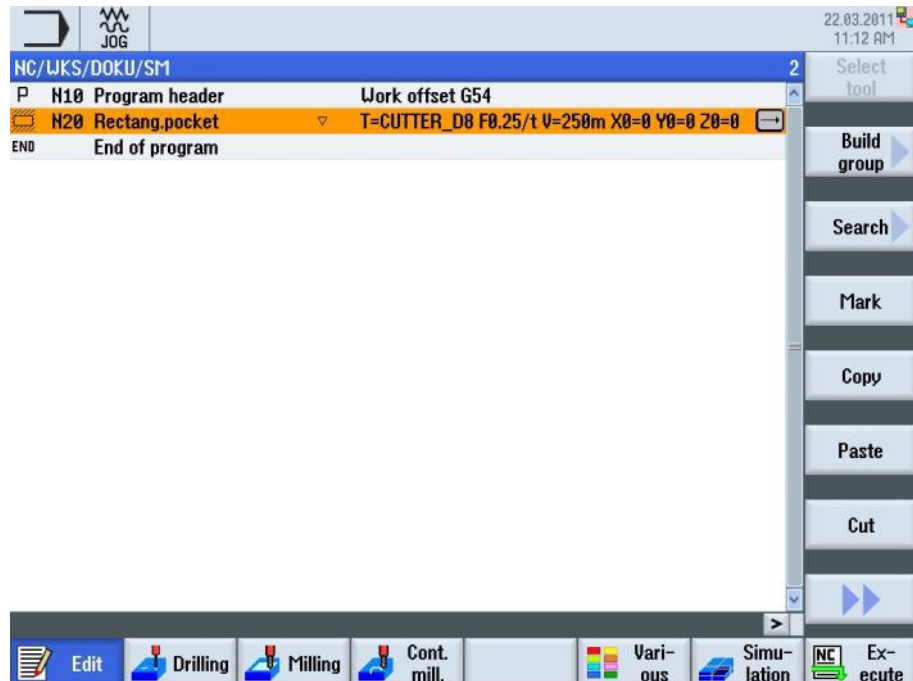 JOG
22.03.2011
11:12 AM
NC/WKS/DOKU/SM 2
P N10 Program header Work offset G54
N20 Rectang.pocket ▽ T=CUTTER_D8 F0.25/t V=250m X0=0 Y0=0 Z0=0
END End of program
Select
tool
Build
group
Search
Mark
Copy
Paste
Cut
>
Edit
Drilling
Milling
Cont.
mill.
Vari-
ous
Simu-
lation
NC
Ex-
ecute